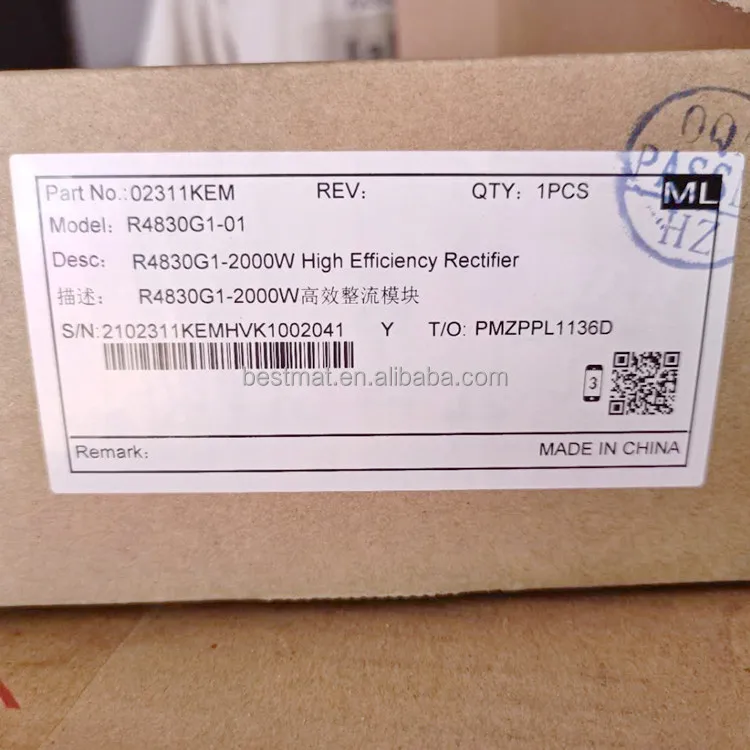 Part No.: 02311KEM REV: QTY: 1PCS ML
Model: R4830G1-01
Desc: R4830G1-2000W High Efficiency Rectifier
描述: R4830G1-2000W高效整流模块
S/N: 2102311KEMHVK1002041 Y T/O: PMZPPL1136D
bestmat.en.alibaba.com
3
Remark: MADE IN CHINA
HZ